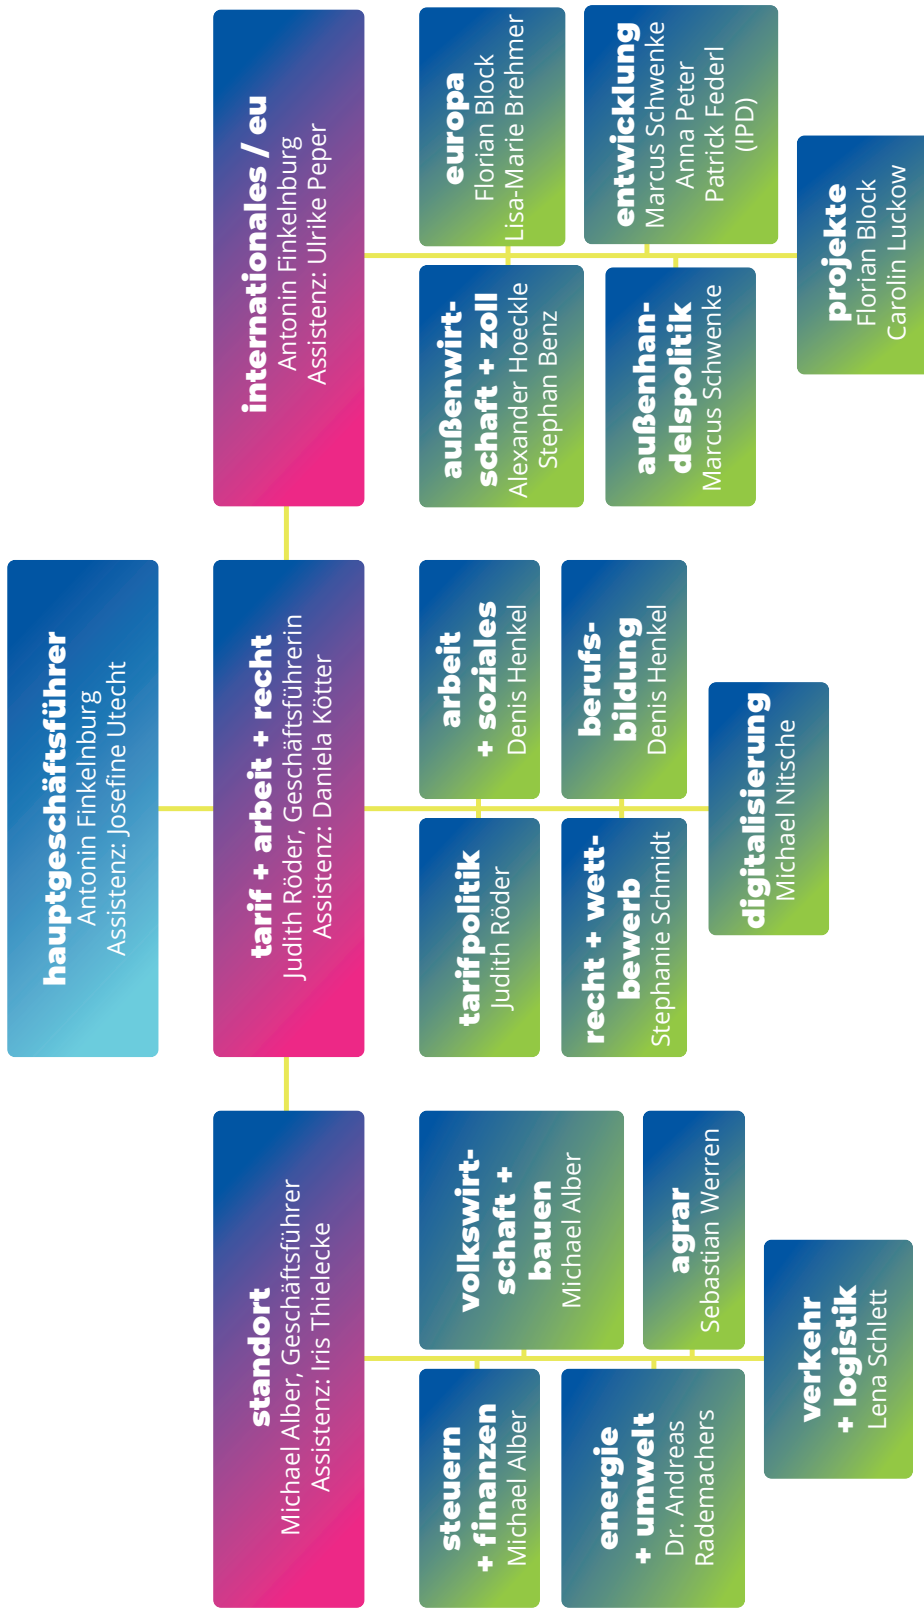 hauptgeschäftsführer
Antonin Finkelnburg
Assistenz: Josefine Utecht
standort
Michael Alber, Geschäftsführer
Assistenz: Iris Thielecke
steuern
+ finanzen
Michael Alber
volkswirt-
schaft +
bauen
Michael Alber
energie
+ umwelt
Dr. Andreas
Rademachers
agrar
Sebastian Werren
verkehr
+ logistik
Lena Schlett
tarif + arbeit + recht
Judith Röder, Geschäftsführerin
Assistenz: Daniela Kötter
tarifpolitik
Judith Röder
arbeit
+ soziales
Denis Henkel
recht + wett-
bewerb
Stephanie Schmidt
berufs-
bildung
Denis Henkel
digitalisierung
Michael Nitsche
internationales / eu
Antonin Finkelnburg
Assistenz: Ulrike Peper
außenwirt-
schaft + zoll
Alexander Hoeckle
Stephan Benz
europa
Florian Block
Lisa-Marie Brehmer
außenhan-
delspolitik
Marcus Schwenke
entwicklung
Marcus Schwenke
Anna Peter
Patrick Federl
(IPD)
projekte
Florian Block
Carolin Luckow